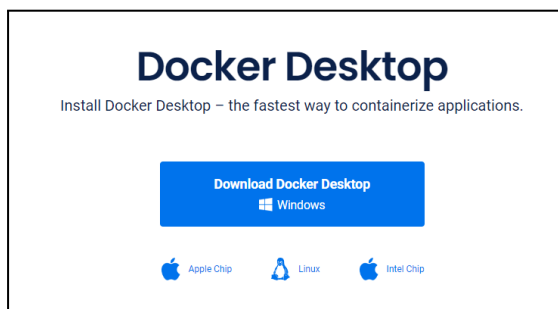 Docker Desktop
Install Docker Desktop – the fastest way to containerize applications.
Download Docker Desktop
Windows
Apple Chip Linux Intel Chip